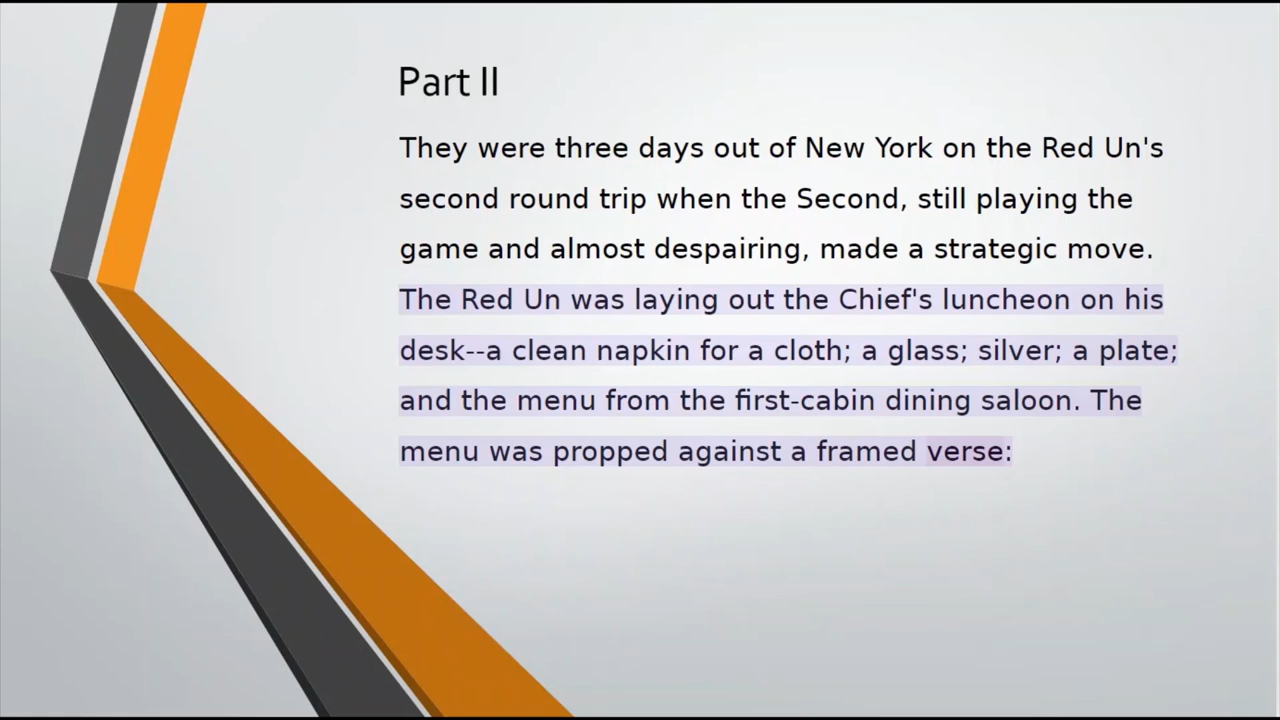 Part II
They were three days out of New York on the Red Un's
second round trip when the Second, still playing the
game and almost despairing, made a strategic move.
The Red Un was laying out the Chief's luncheon on his
desk--a clean napkin for a cloth; a glass; silver; a plate;
and the menu from the first-cabin dining saloon. The
menu was propped against a framed verse: